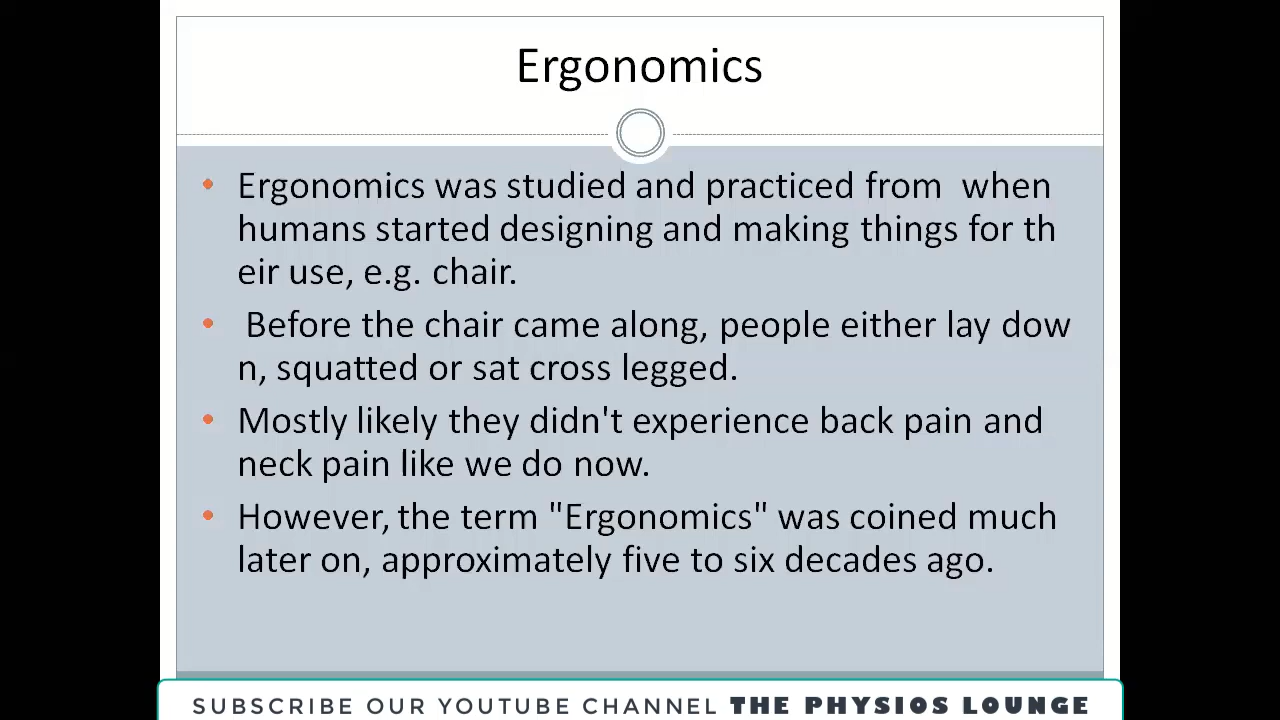 Ergonomics
• Ergonomics was studied and practiced from  when
humans started designing and making things for th
eir use, e.g. chair.
• Before the chair came along, people either lay dow
n, squatted or sat cross legged.
• Mostly likely they didn't experience back pain and
neck pain like we do now.
• However, the term "Ergonomics" was coined much
later on, approximately five to six decades ago.
SUBSCRIBE OUR YOUTUBE CHANNEL THE PHYSIOS LOUNGE